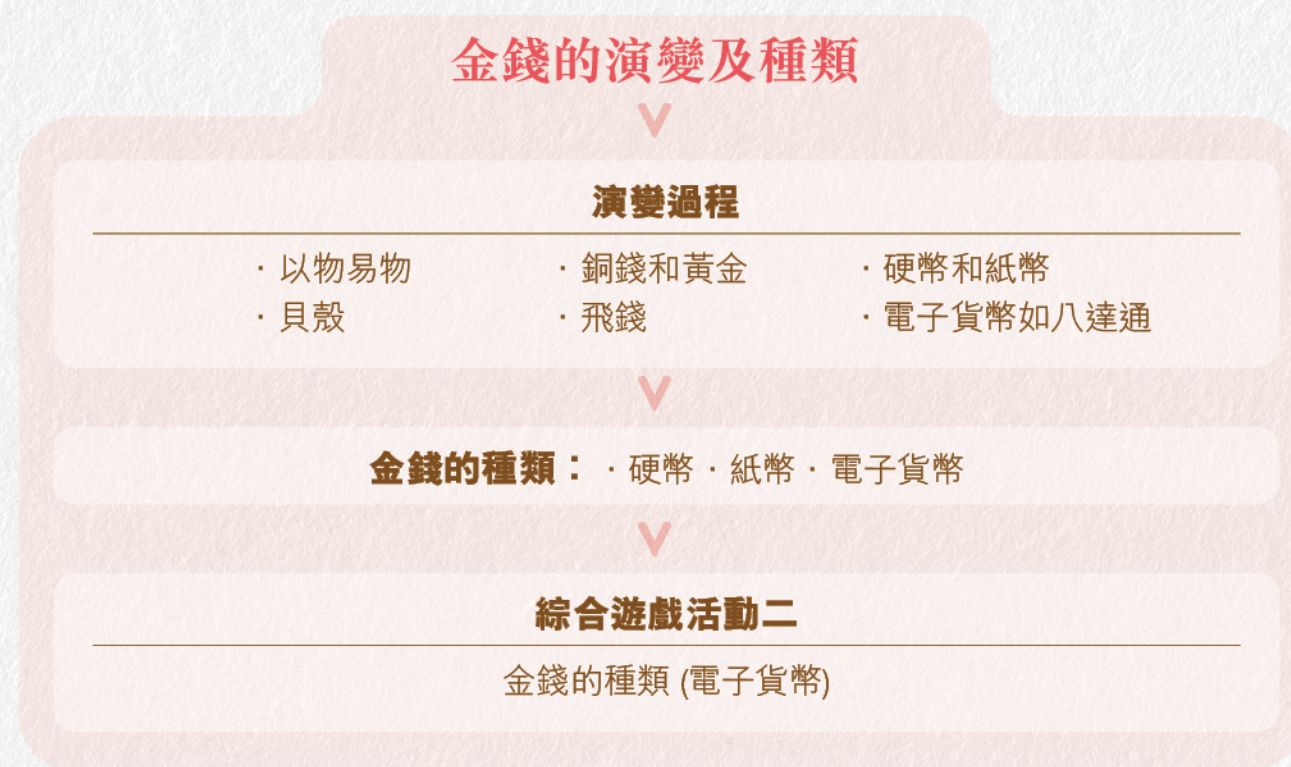 金錢的演變及種類
演變過程
· 以物易物
· 貝殼
· 銅錢和黃金
· 飛錢
· 硬幣和紙幣
· 電子貨幣如八達通
金錢的種類：· 硬幣 · 紙幣 · 電子貨幣
綜合遊戲活動二
金錢的種類 (電子貨幣)